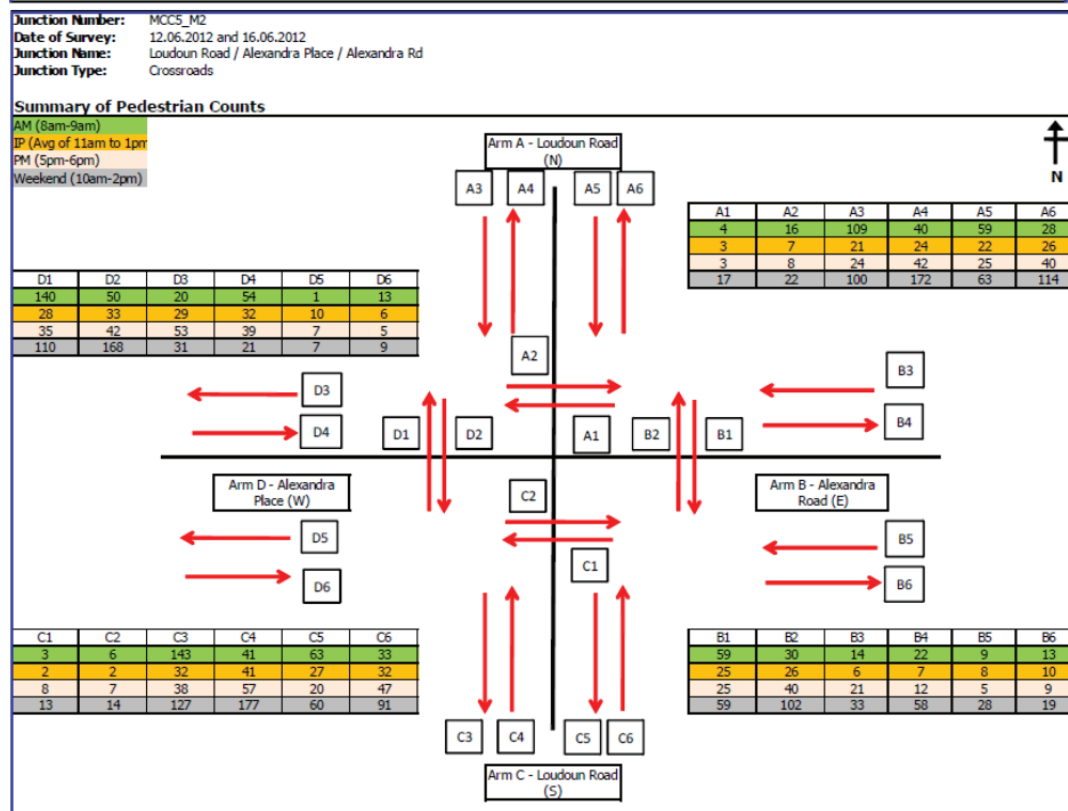 Junction Number: MCC5_M2
Date of Survey: 12.06.2012 and 16.06.2012
Junction Name: Loudoun Road / Alexandra Place / Alexandra Rd
Junction Type: Crossroads
Summary of Pedestrian Counts
AM (8am-9am)
IP (Avg of 11am to 1pm
PM (5pm-6pm)
Weekend (10am-2pm)
Arm A - Loudoun Road
(N)
N
A3 A4 A5 A6
A1 A2 A3 A4 A5 A6
4 16 109 40 59 28
3 7 21 24 22 26
3 8 24 42 25 40
17 22 100 172 63 114
D1 D2 D3 D4 D5 D6
140 50 20 54 1 13
28 33 29 32 10 6
35 42 53 39 7 5
110 168 31 21 7 9
A2
D3
B3
D4
D1
D2
A1
B2
B1
B4
Arm D - Alexandra
Place (W)
C2
Arm B - Alexandra
Road (E)
D5
B5
C1
D6
B6
C1 C2 C3 C4 C5 C6
3 6 143 41 63 33
2 2 32 41 27 32
8 7 38 57 20 47
13 14 127 177 60 91
B1 B2 B3 B4 B5 B6
59 30 14 22 9 13
25 26 6 7 8 10
25 40 21 12 5 9
59 102 33 58 28 19
C3 C4 C5 C6
Arm C - Loudoun Road
(S)